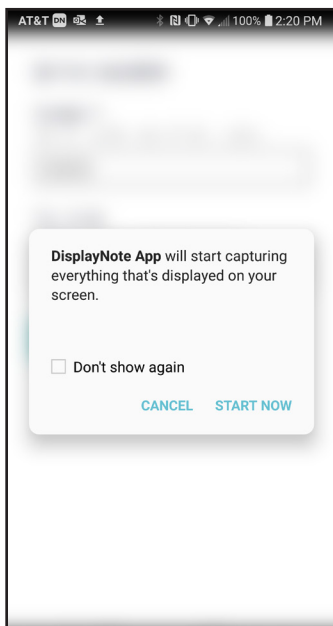 AT&T DN 100% 2:20 PM
DisplayNote App will start capturing
everything that's displayed on your
screen.
Don't show again
CANCEL START NOW